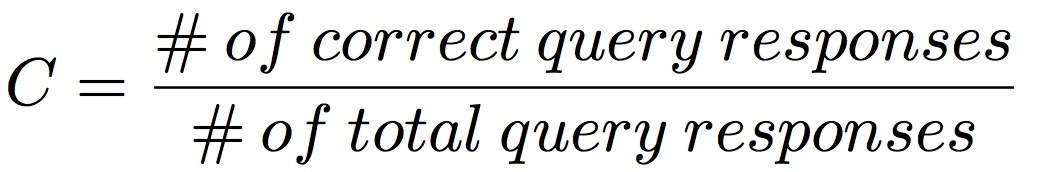 # of correct query responses
C =
# of total query responses